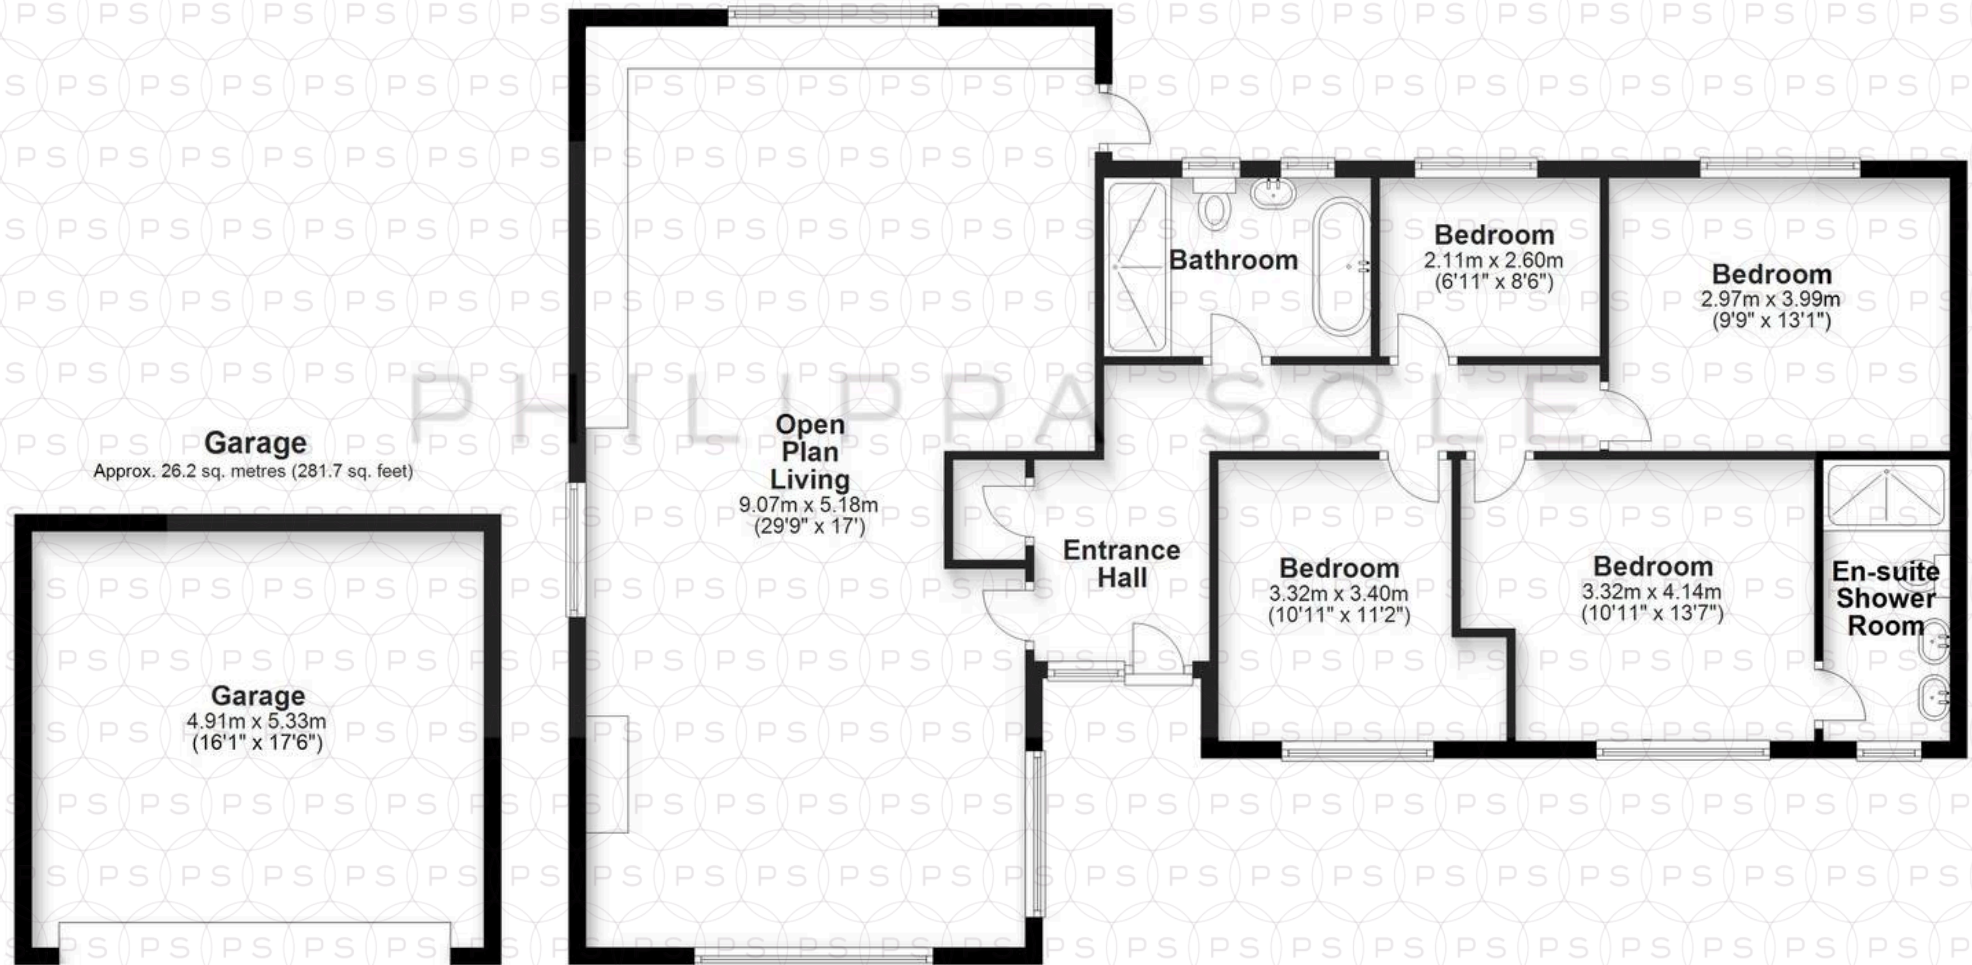 PHILIPPA SOLE
Garage
Approx. 26.2 sq. metres (281.7 sq. feet)
Garage
4.91m x 5.33m
(16'1" x 17'6")
Open
Plan
Living
9.07m x 5.18m
(29'9" x 17')
Bathroom
Bedroom
2.11m x 2.60m
(6'11" x 8'6")
Bedroom
2.97m x 3.99m
(9'9" x 13'1")
Entrance
Hall
Bedroom
3.32m x 3.40m
(10'11" x 11'2")
Bedroom
3.32m x 4.14m
(10'11" x 13'7")
En-suite
Shower
Room